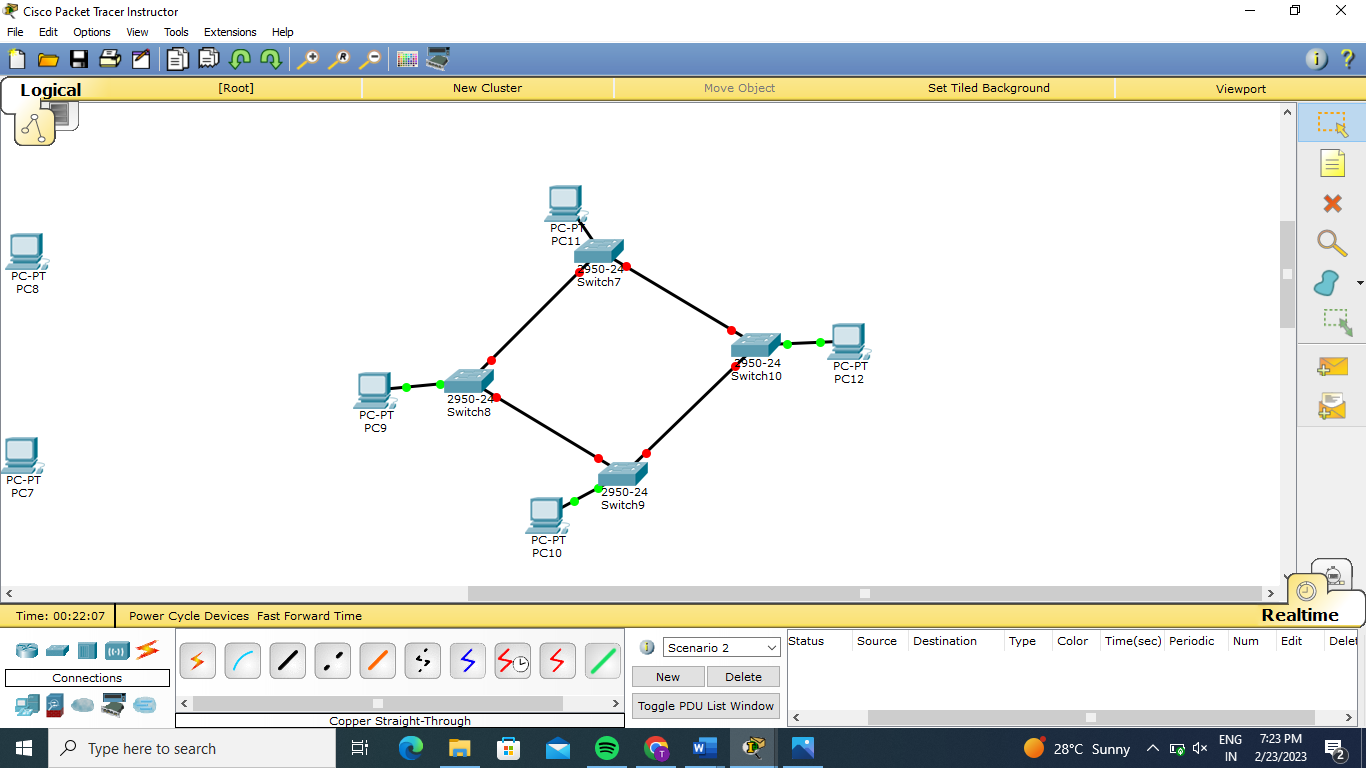 Cisco Packet Tracer Instructor
File Edit Options View Tools Extensions Help
Logical [Root] New Cluster Move Object Set Tiled Background Viewport
PC-PT
PC11
2950-24
Switch7
PC-PT
PC8
2950-24
Switch10
PC-PT
PC12
2950-24
Switch8
PC-PT
PC9
PC-PT
PC7
2950-24
Switch9
PC-PT
PC10
Time: 00:22:07 Power Cycle Devices Fast Forward Time Realtime
Connections
Copper Straight-Through
Scenario 2
New Delete
Toggle PDU List Window
Status Source Destination Type Color Time(sec) Periodic Num Edit Delet
Type here to search
28°C Sunny
ENG
IN
7:23 PM
2/23/2023
2